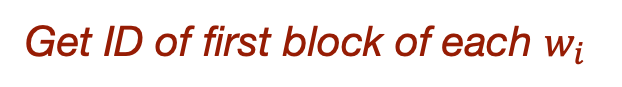 Get ID of first block of each wᵢ